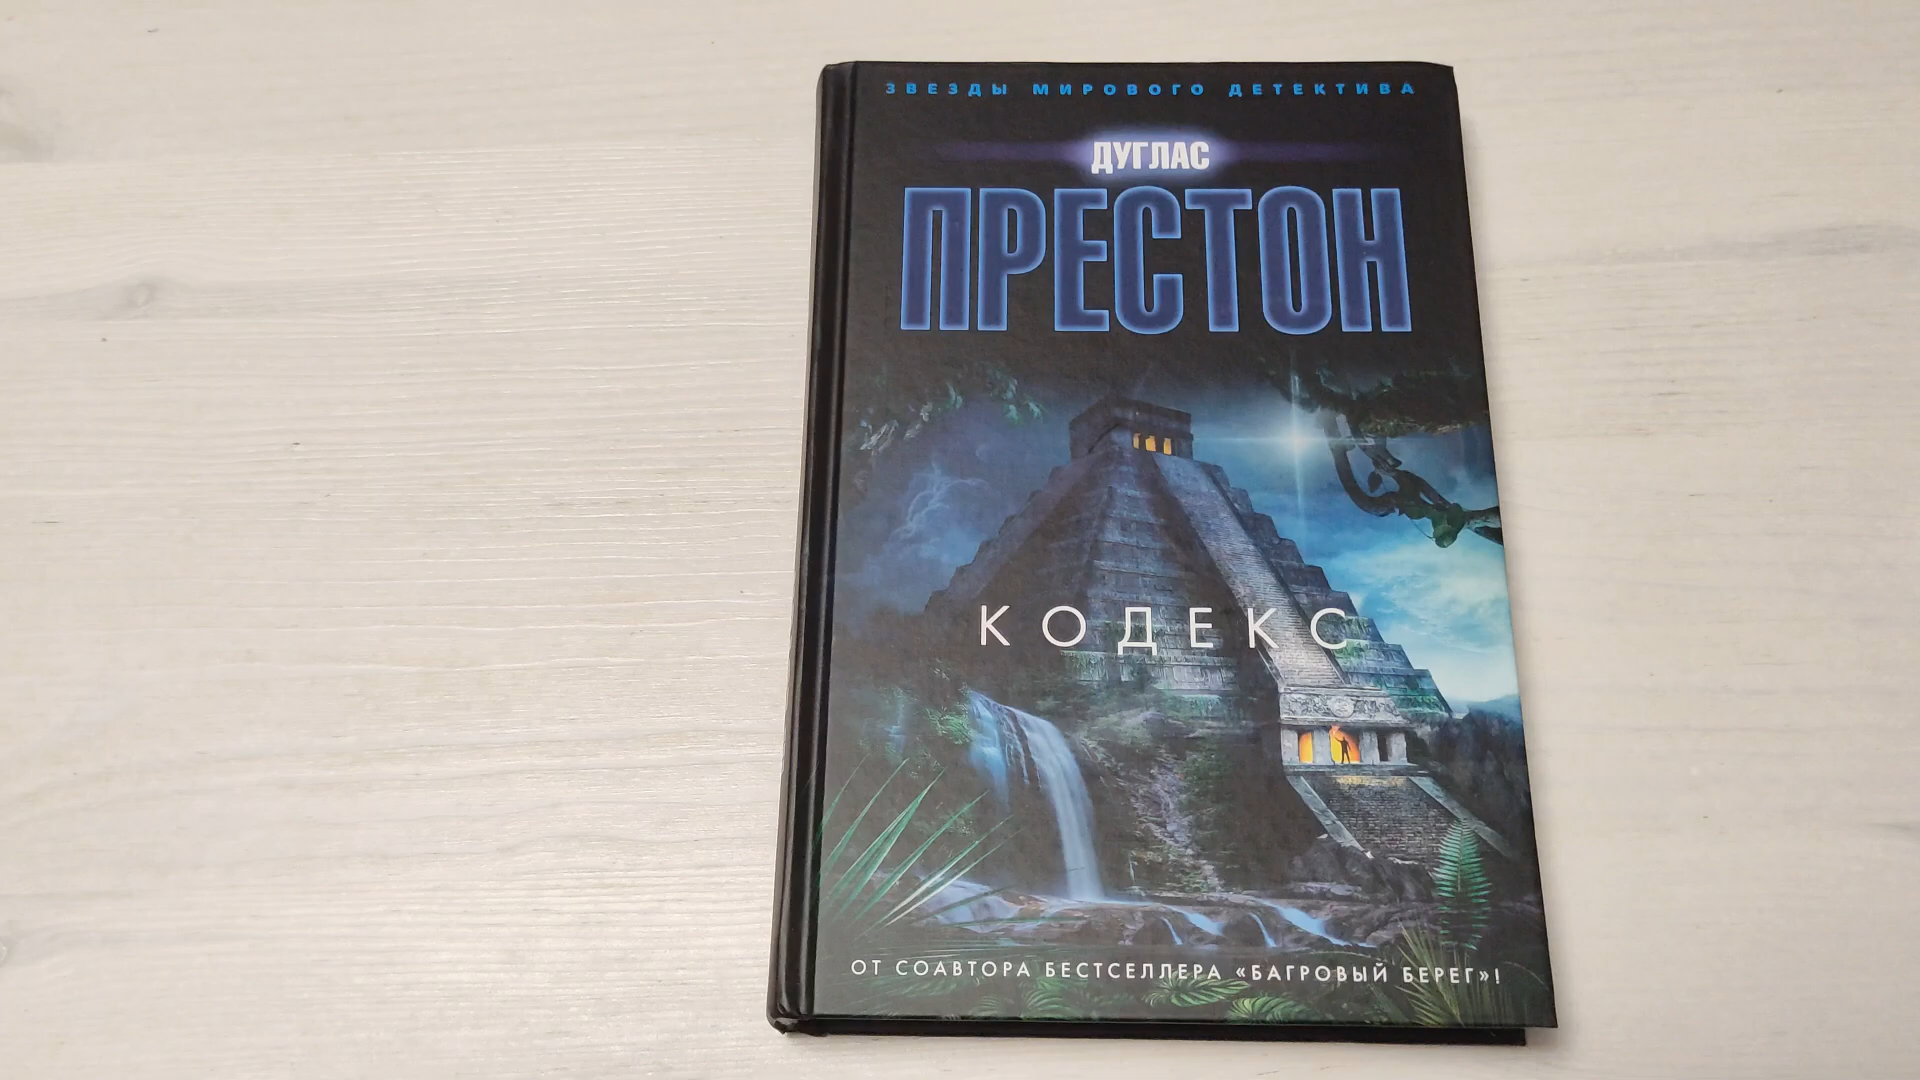 ЗВЕЗДЫ МИРОВОГО ДЕТЕКТИВА
ДУГЛАС
ПРЕСТОН
КОДЕКС
ОТ СОАВТОРА БЕСТСЕЛЛЕРА «БАГРОВЫЙ БЕРЕГ»!